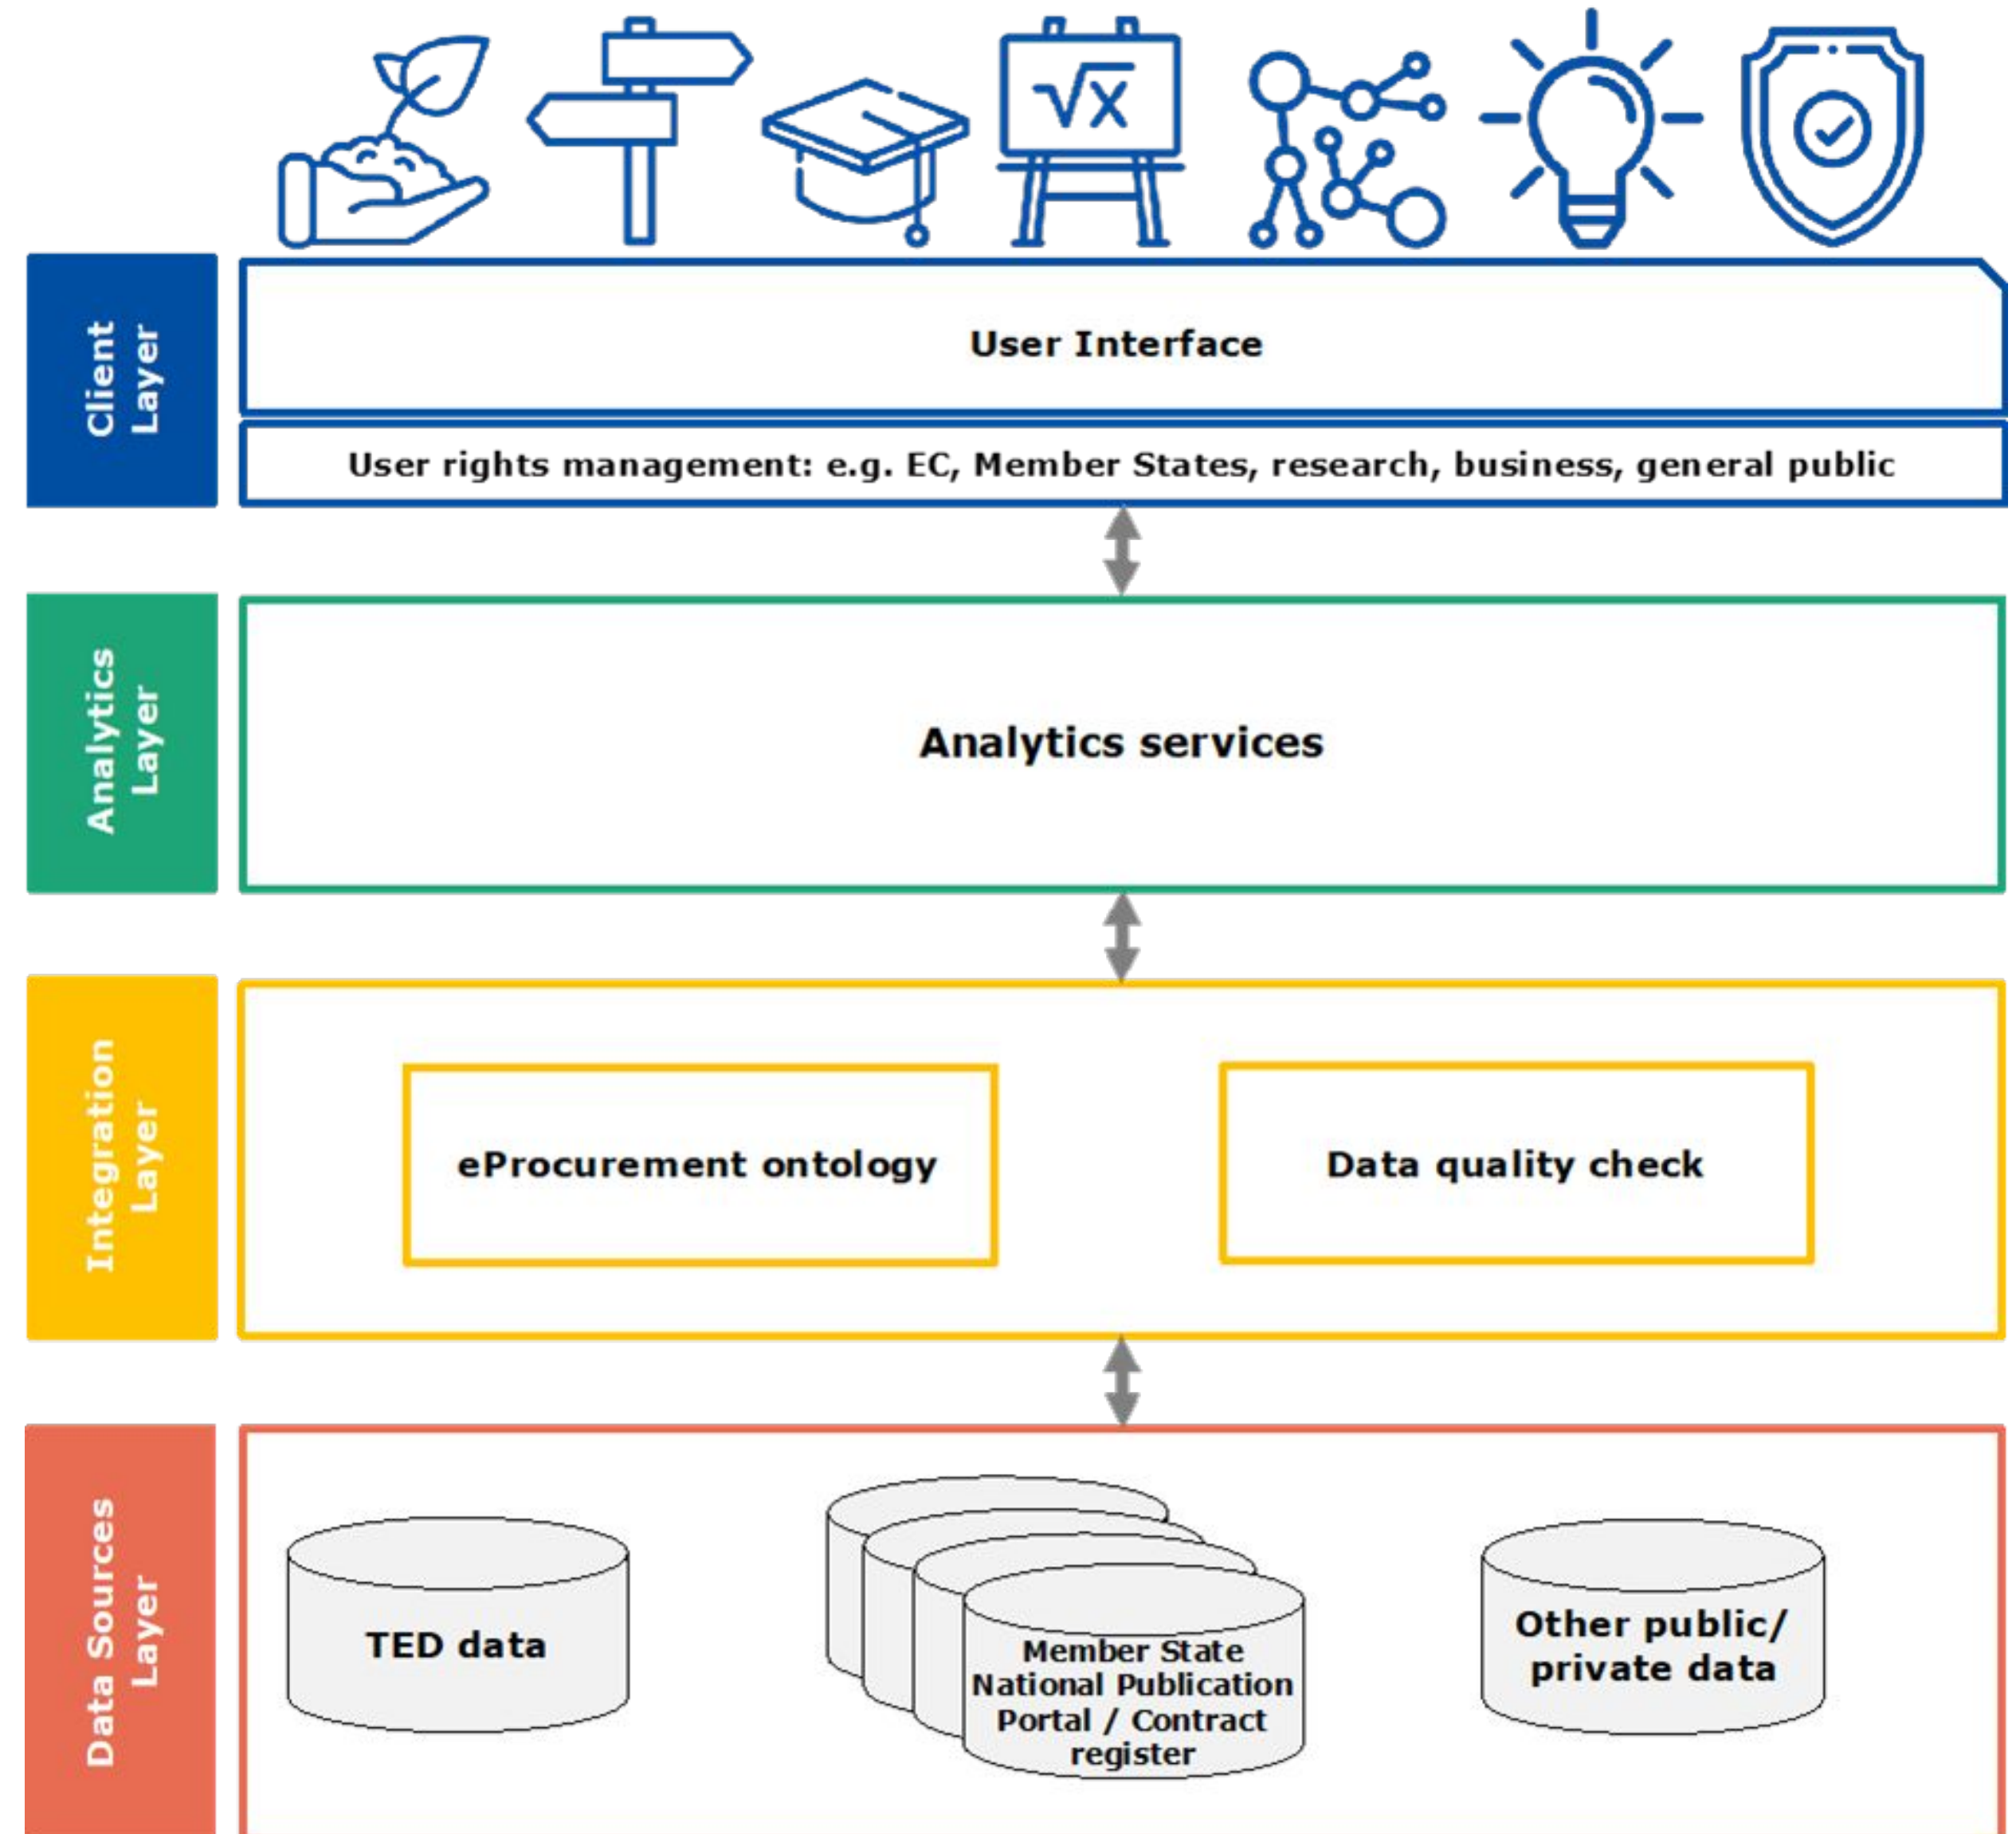 √x
Client
Layer
User Interface
User rights management: e.g. EC, Member States, research, business, general public
Analytics
Layer
Analytics services
Integration
Layer
eProcurement ontology
Data quality check
Data Sources
Layer
TED data
Member State
National Publication
Portal / Contract
register
Other public/
private data